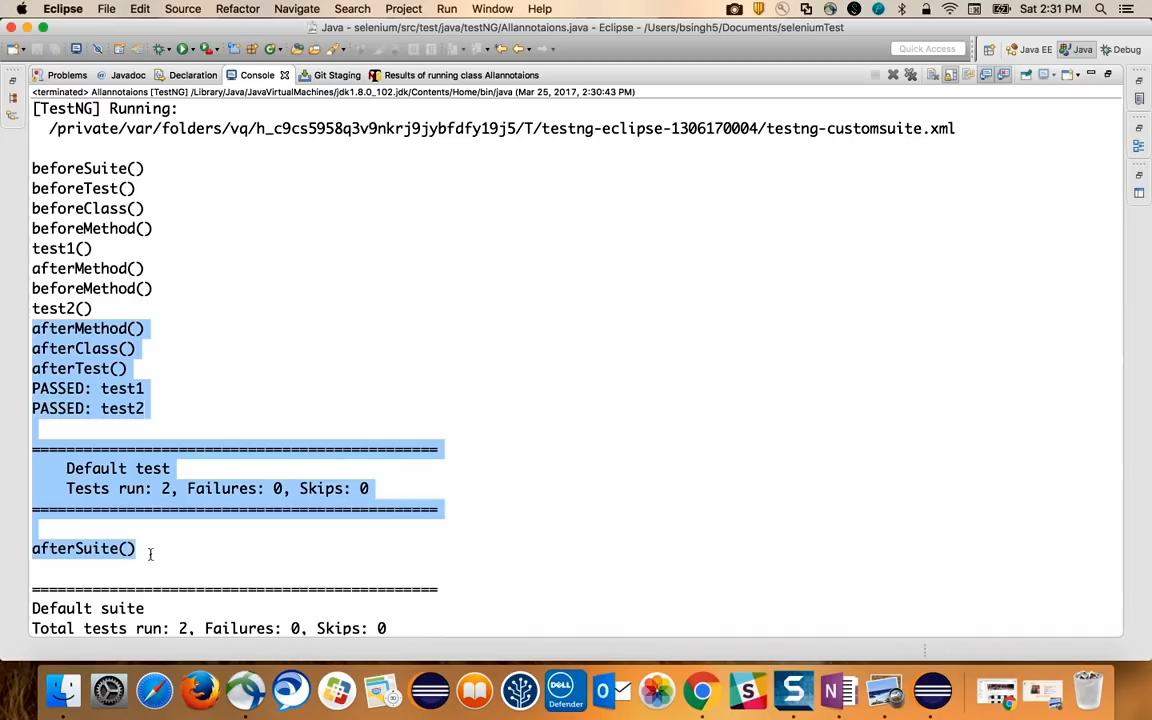 Eclipse File Edit Source Refactor Navigate Search Project Run Window Help Sat 2:31 PM
Java - selenium/src/test/java/testNG/Allannotaions.java - Eclipse - /Users/bsingh5/Documents/seleniumTest
Quick Access Java EE Java Debug
Problems Javadoc Declaration Console Git Staging Results of running class Allannotaions
<terminated> Allannotaions [TestNG] /Library/Java/JavaVirtualMachines/jdk1.8.0_102.jdk/Contents/Home/bin/java (Mar 25, 2017, 2:30:43 PM)
[TestNG] Running:
/private/var/folders/vq/h_c9cs5958q3v9nkrj9jybfdfy19j5/T/testng-eclipse-1306170004/testng-customsuite.xml
beforeSuite()
beforeTest()
beforeClass()
beforeMethod()
test1()
afterMethod()
beforeMethod()
test2()
afterMethod()
afterClass()
afterTest()
PASSED: test1
PASSED: test2
===============================================
Default test
Tests run: 2, Failures: 0, Skips: 0
===============================================
afterSuite()
===============================================
Default suite
Total tests run: 2, Failures: 0, Skips: 0
DELL
Defender